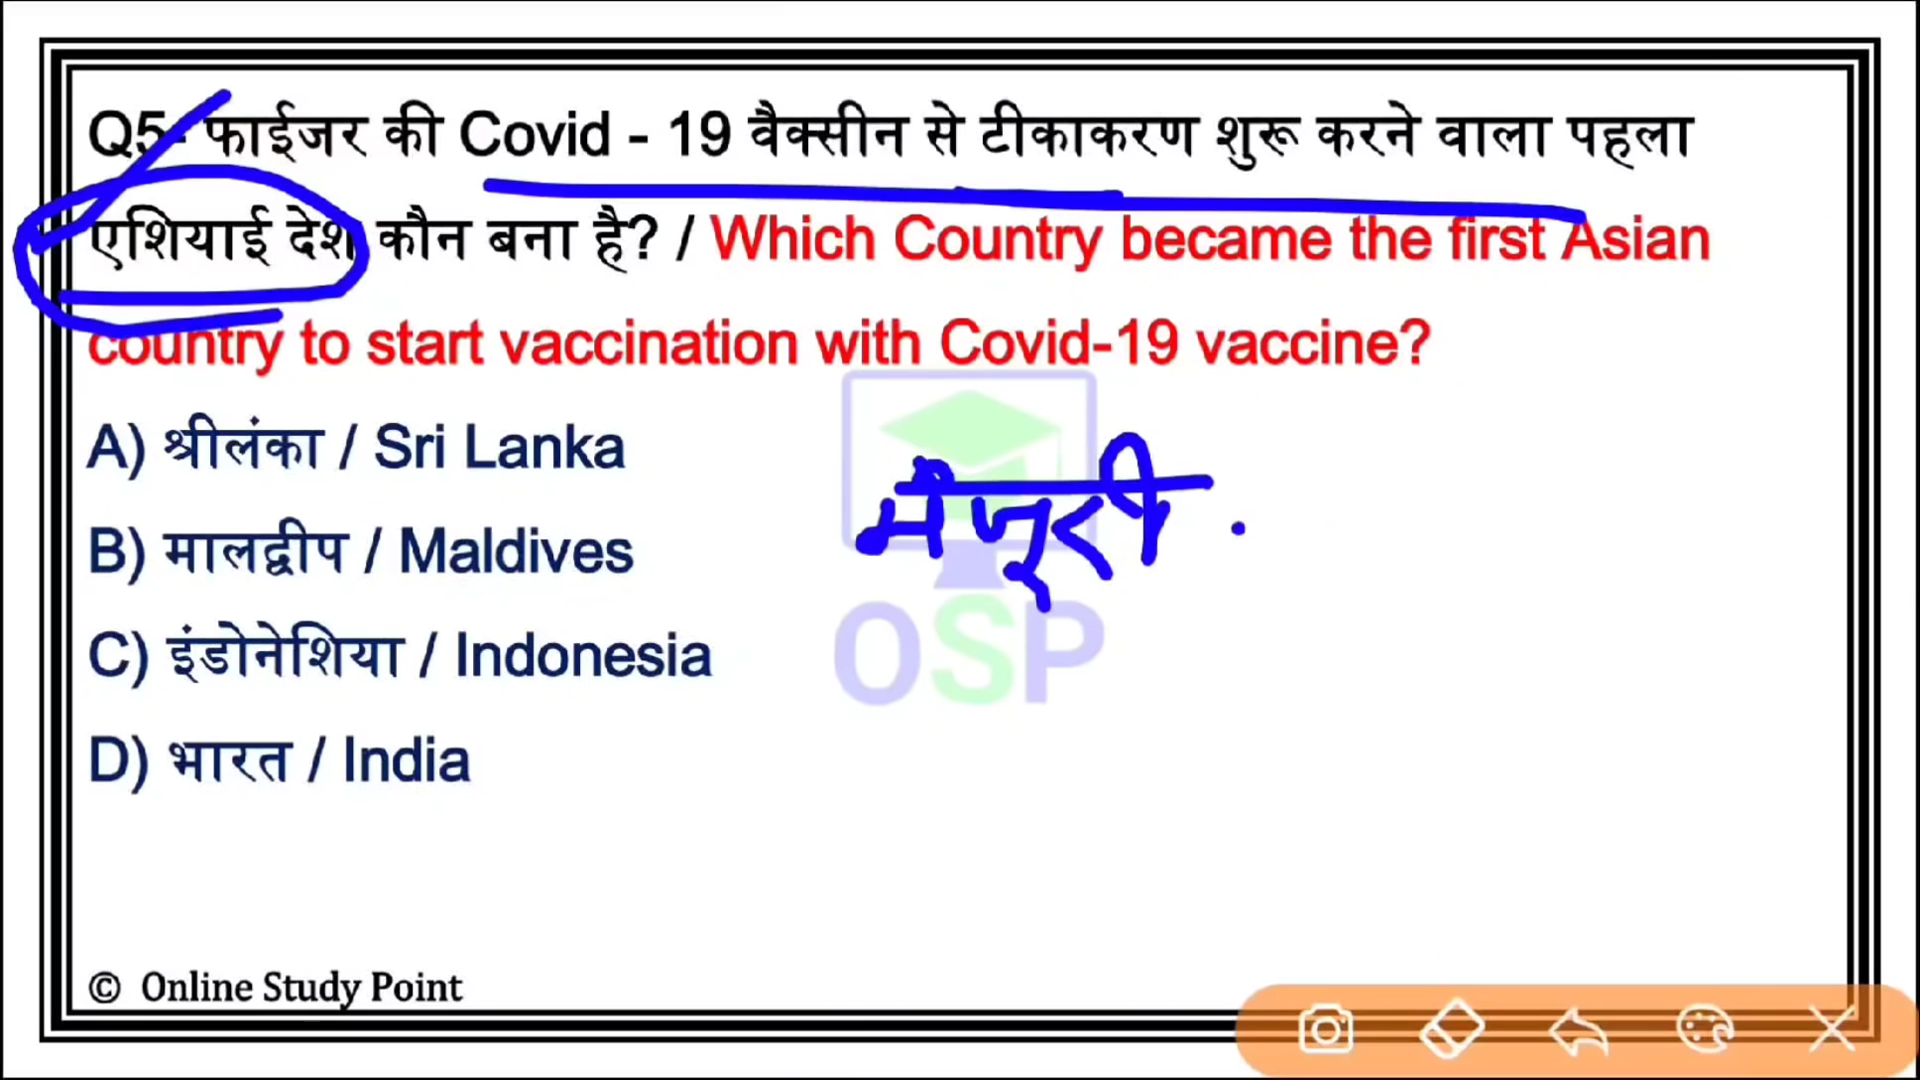 Q5- फाईजर की Covid - 19 वैक्सीन से टीकाकरण शुरू करने वाला पहला
एशियाई देश कौन बना है? / Which Country became the first Asian
country to start vaccination with Covid-19 vaccine?
A) श्रीलंका / Sri Lanka
B) मालद्वीप / Maldives
C) इंडोनेशिया / Indonesia
D) भारत / India
मंजूरी
OSP
© Online Study Point